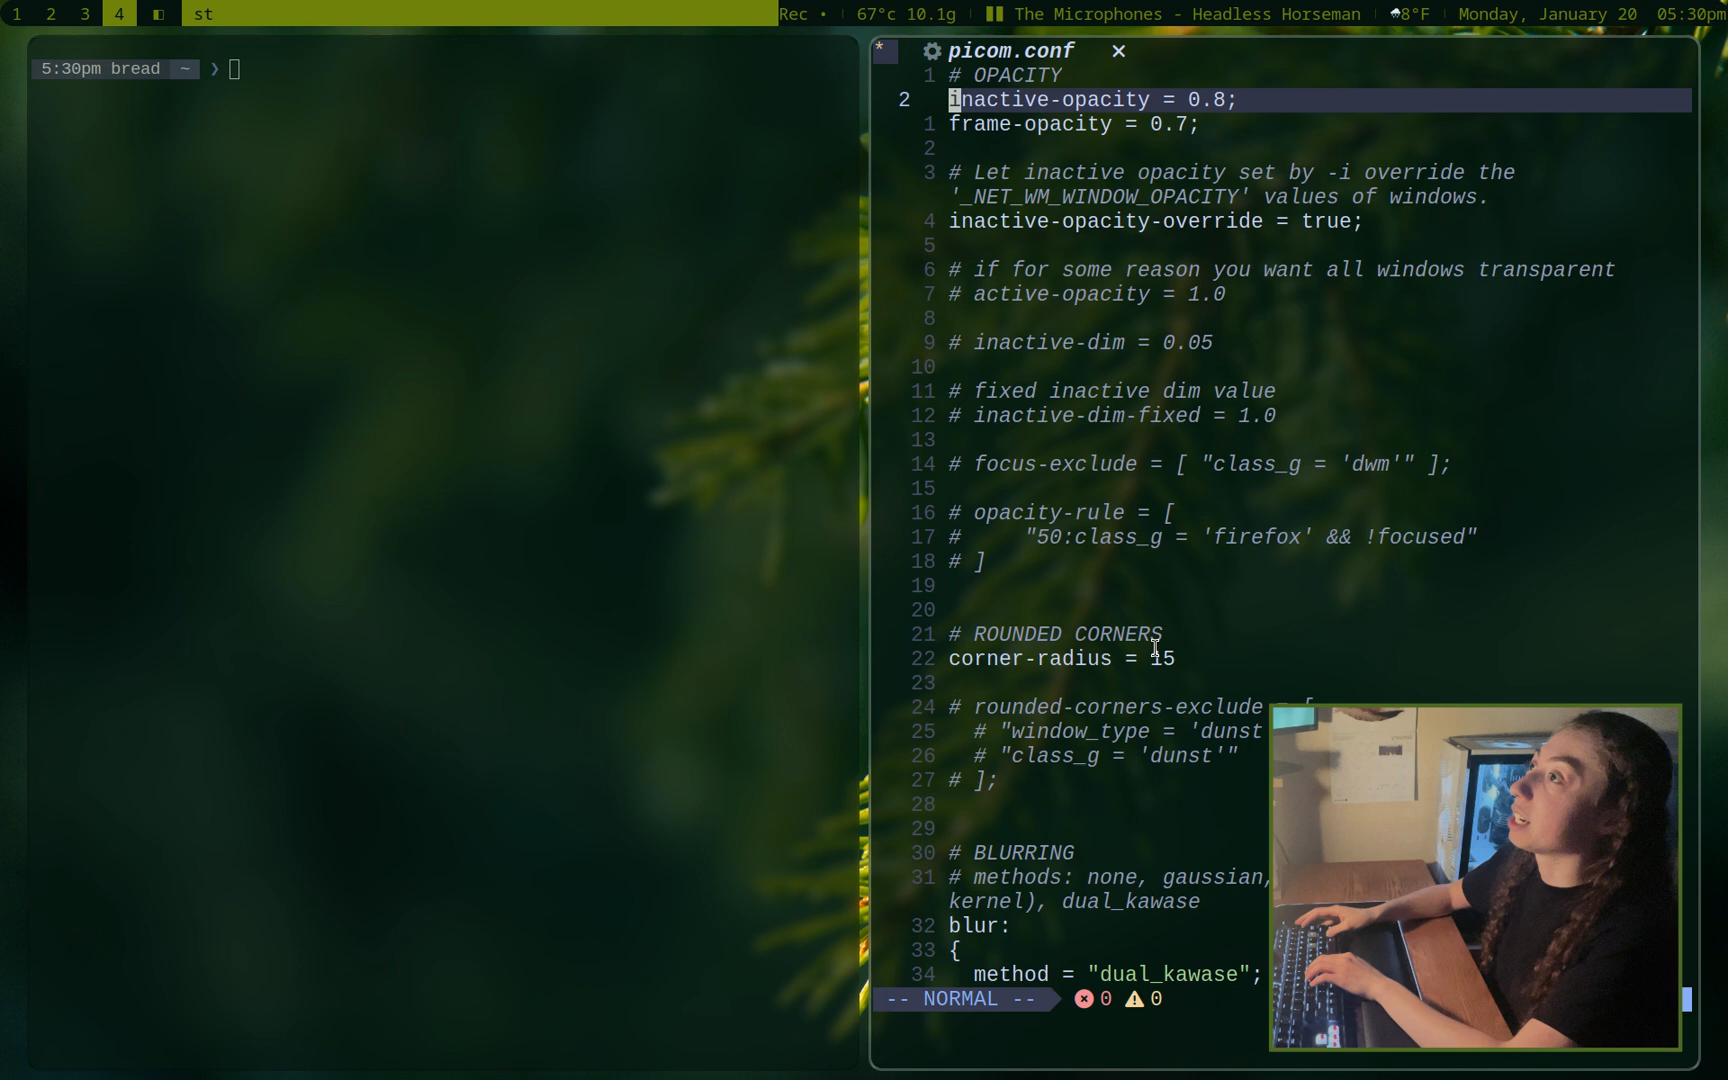 1 2 3 4 st Rec • 67°c 10.1g The Microphones - Headless Horseman 8°F Monday, January 20 05:30pm
5:30pm bread ~ ❯
* picom.conf ✕
1 # OPACITY
2 inactive-opacity = 0.8;
1 frame-opacity = 0.7;
2
3 # Let inactive opacity set by -i override the
'_NET_WM_WINDOW_OPACITY' values of windows.
4 inactive-opacity-override = true;
5
6 # if for some reason you want all windows transparent
7 # active-opacity = 1.0
8
9 # inactive-dim = 0.05
10
11 # fixed inactive dim value
12 # inactive-dim-fixed = 1.0
13
14 # focus-exclude = [ "class_g = 'dwm'" ];
15
16 # opacity-rule = [
17 #     "50:class_g = 'firefox' && !focused"
18 # ]
19
20
21 # ROUNDED CORNERS
22 corner-radius = 15
23
24 # rounded-corners-exclude = [
25   # "window_type = 'dunst
26   # "class_g = 'dunst'"
27 # ];
28
29
30 # BLURRING
31 # methods: none, gaussian,
kernel), dual_kawase
32 blur:
33 {
34   method = "dual_kawase";
-- NORMAL -- 0 0